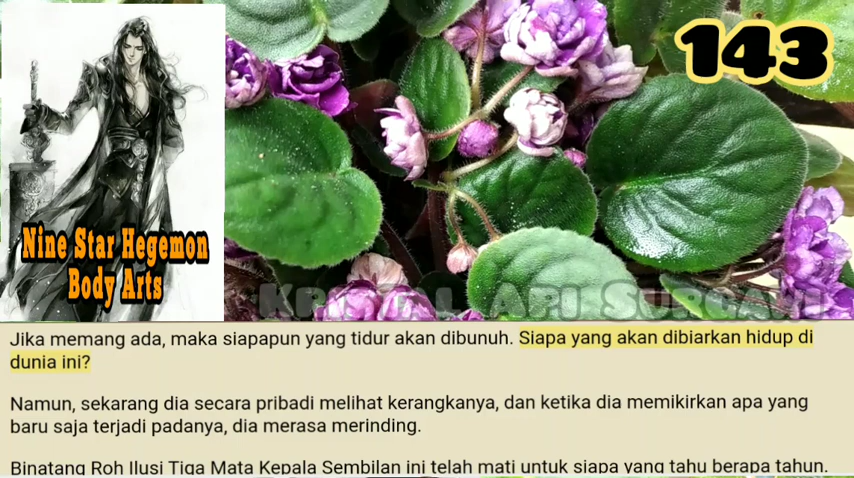 143
Nine Star Hegemon
Body Arts
Kristal Api Surgawi
Jika memang ada, maka siapapun yang tidur akan dibunuh. Siapa yang akan dibiarkan hidup di
dunia ini?
Namun, sekarang dia secara pribadi melihat kerangkanya, dan ketika dia memikirkan apa yang
baru saja terjadi padanya, dia merasa merinding.
Binatang Roh Ilusi Tiga Mata Kepala Sembilan ini telah mati untuk siapa yang tahu berapa tahun.